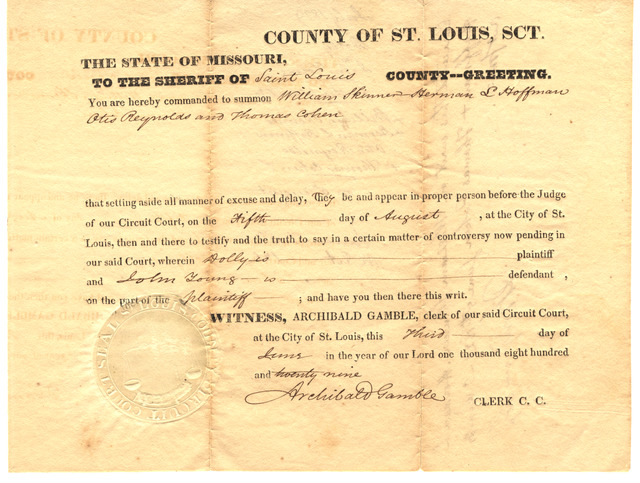 COUNTY OF ST. LOUIS, SCT.
THE STATE OF MISSOURI,
TO THE SHERIFF OF Saint Louis COUNTY--GREETING.
You are hereby commanded to summon William Skinner Herman L Hoffman
Otis Reynolds and Thomas Cohen
that setting aside all manner of excuse and delay, They be and appear in proper person before the Judge
of our Circuit Court, on the Fifth day of August , at the City of St.
Louis, then and there to testify and the truth to say in a certain matter of controversy now pending in
our said Court, wherein Dolly is plaintiff
and John Young is defendant ,
on the part of the plaintiff ; and have you then there this writ.
WITNESS, ARCHIBALD GAMBLE, clerk of our said Circuit Court,
at the City of St. Louis, this Third day of
June in the year of our Lord one thousand eight hundred
and twenty nine
Archibald Gamble CLERK C. C.